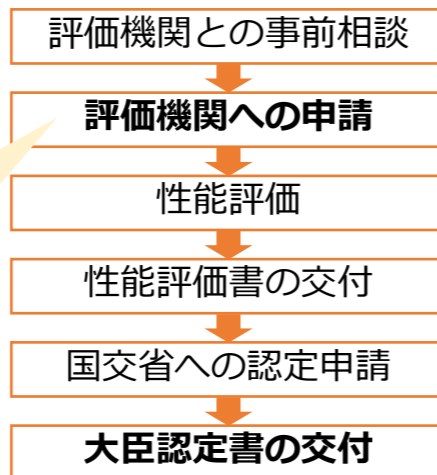 評価機関との事前相談
評価機関への申請
性能評価
性能評価書の交付
国交省への認定申請
大臣認定書の交付